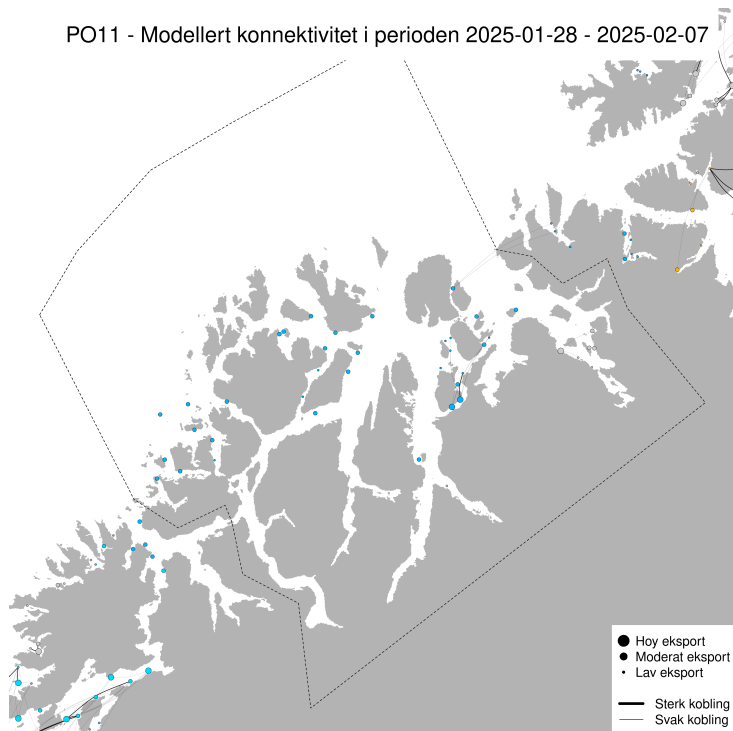 PO11 - Modellert konnektivitet i perioden 2025-01-28 - 2025-02-07
Hoy eksport
Moderat eksport
Lav eksport
Sterk kobling
Svak kobling